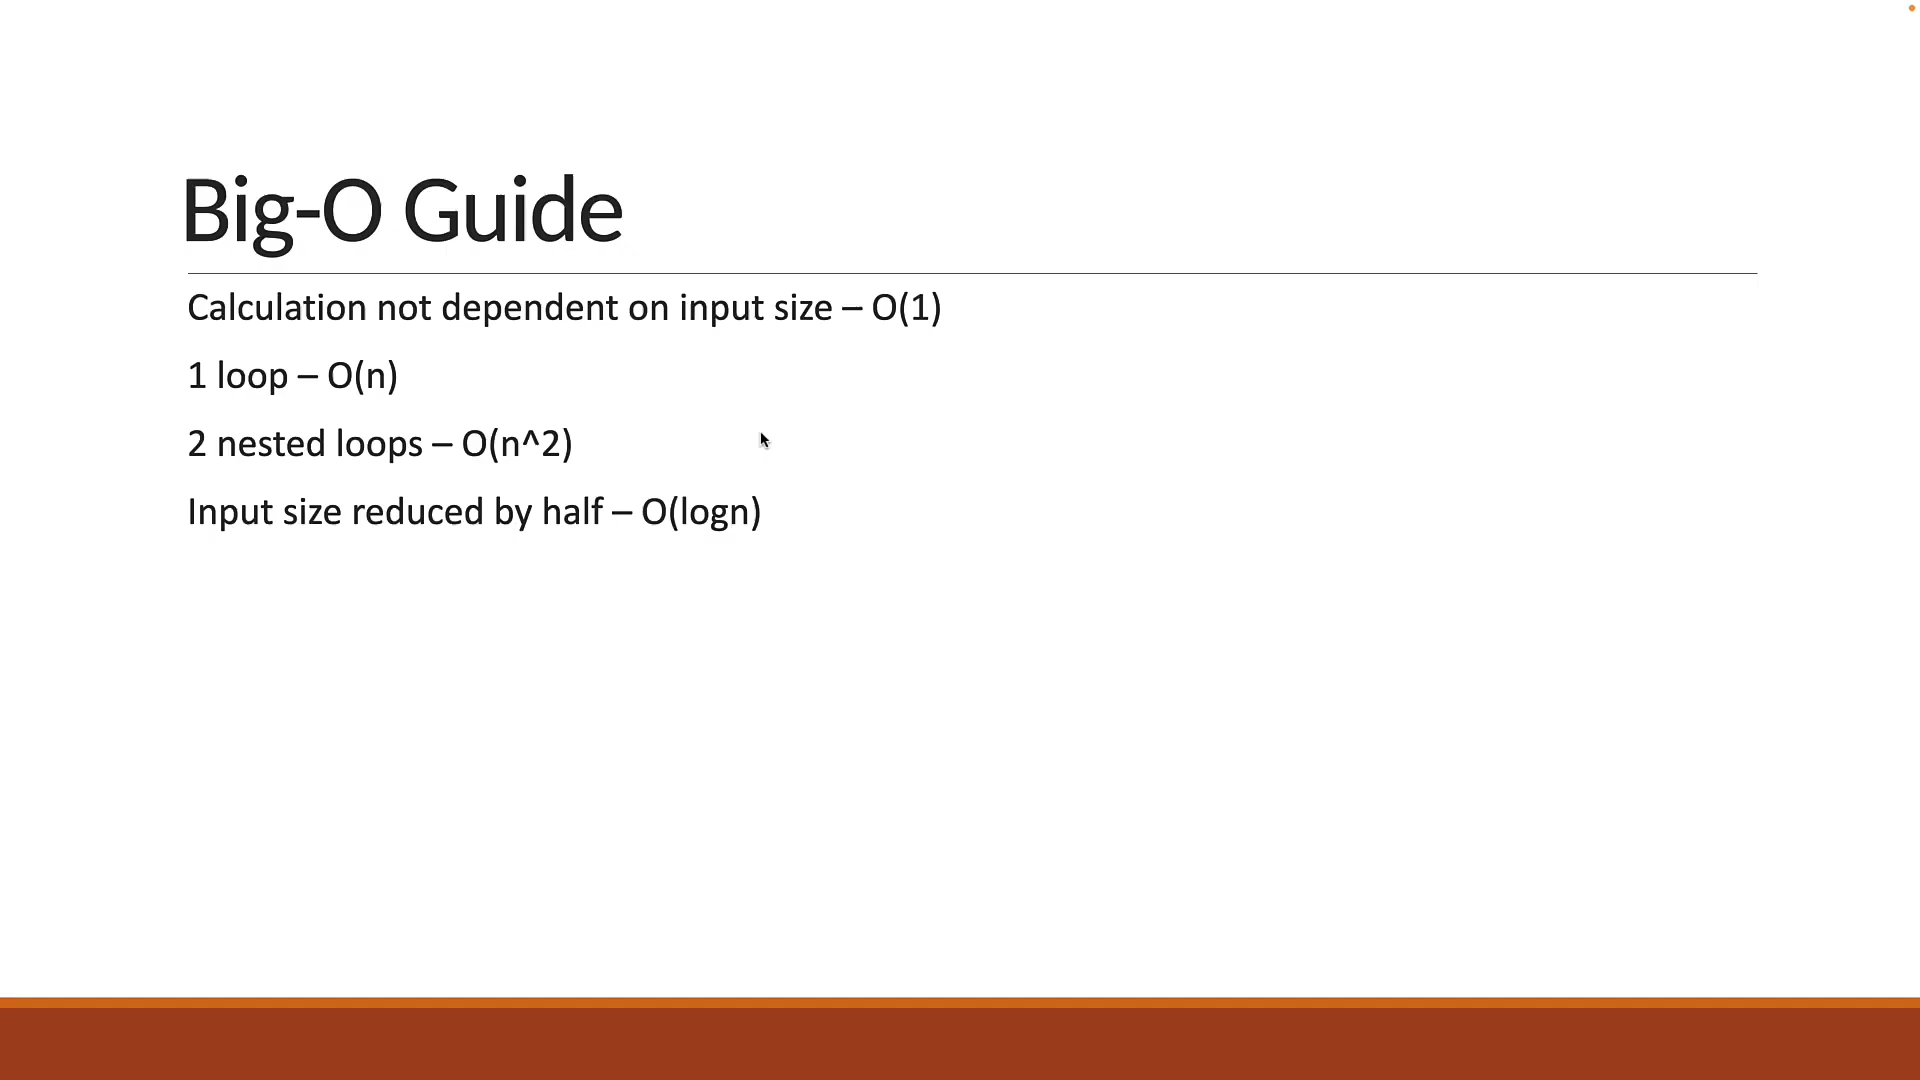 Big-O Guide
Calculation not dependent on input size – O(1)
1 loop – O(n)
2 nested loops – O(n^2)
Input size reduced by half – O(logn)